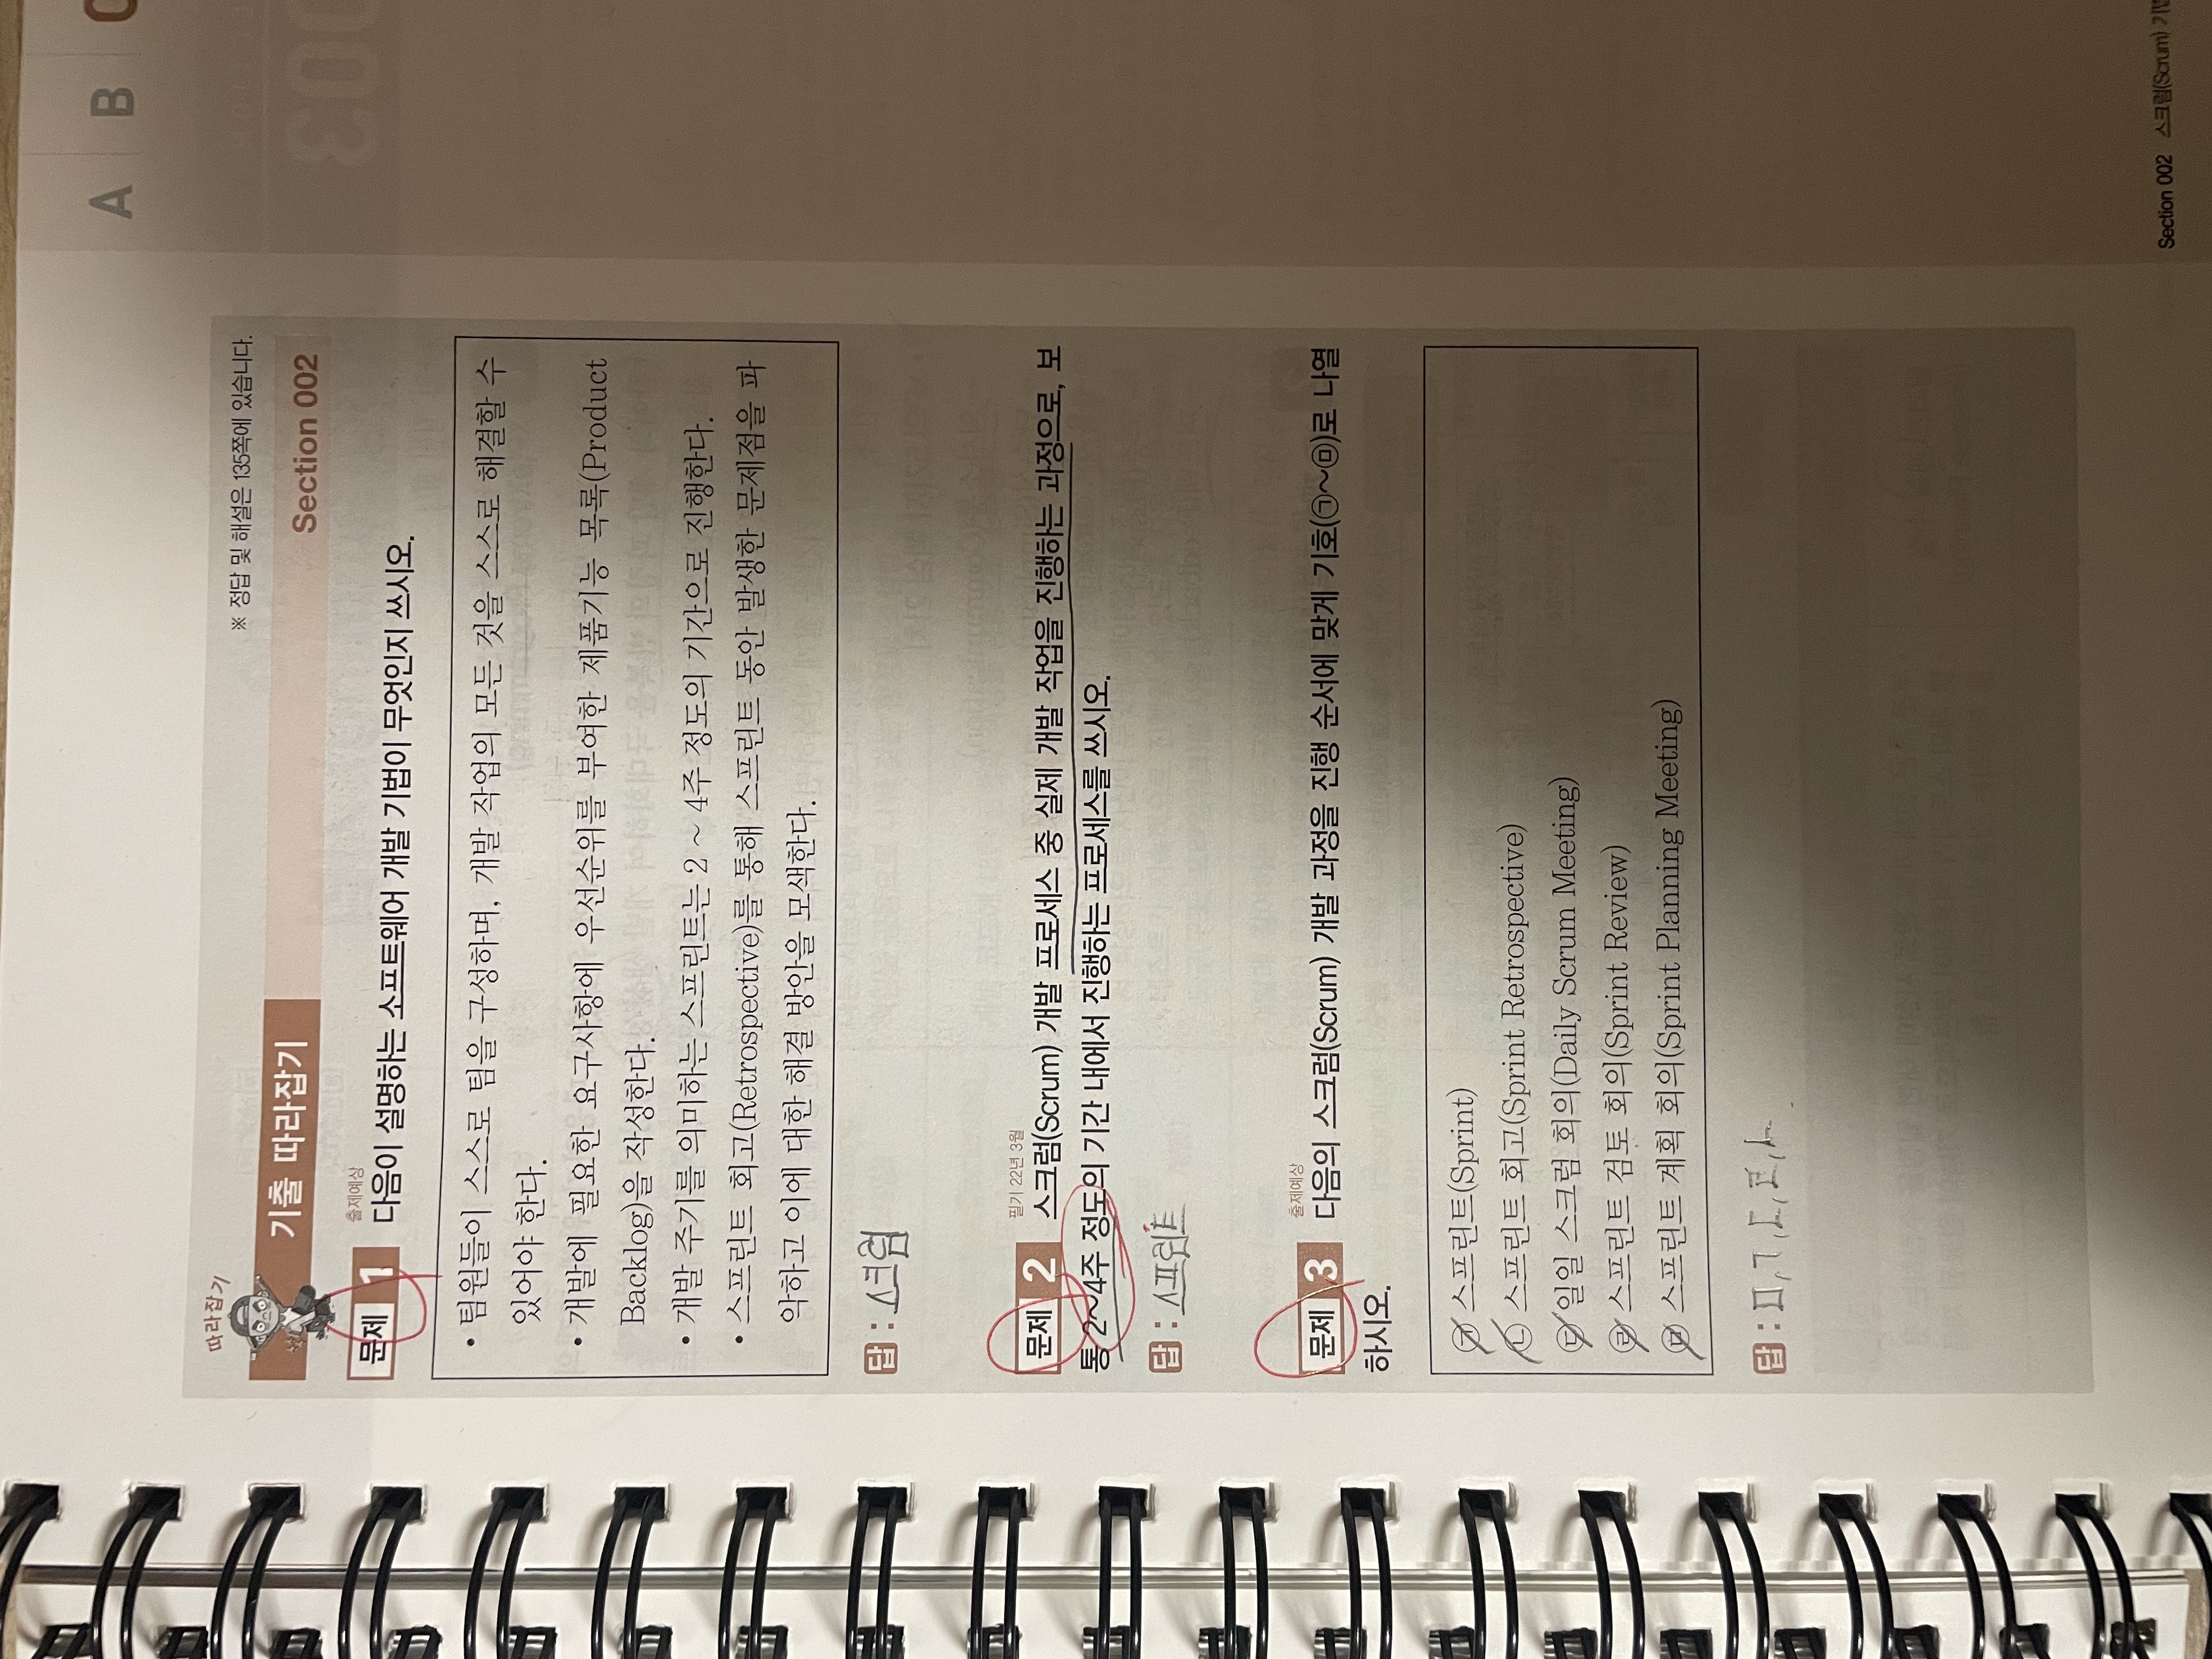 A B
따라잡기
※ 정답 및 해설은 135쪽에 있습니다.
기출 따라잡기
Section 002
문제 1
출제예상
다음이 설명하는 소프트웨어 개발 기법이 무엇인지 쓰시오.
• 팀원들이 스스로 팀을 구성하며, 개발 작업의 모든 것을 스스로 해결할 수
있어야 한다.
• 개발에 필요한 요구사항에 우선순위를 부여한 제품기능 목록(Product
Backlog)을 작성한다.
• 개발 주기를 의미하는 스프린트는 2 ~ 4주 정도의 기간으로 진행한다.
• 스프린트 회고(Retrospective)를 통해 스프린트 동안 발생한 문제점을 파
악하고 이에 대한 해결 방안을 모색한다.
답 : 스크럼
필기 22년 3월
문제 2 스크럼(Scrum) 개발 프로세스 중 실제 개발 작업을 진행하는 과정으로, 보
통 2~4주 정도의 기간 내에서 진행하는 프로세스를 쓰시오.
답 : 스프린트
출제예상
문제 3 다음의 스크럼(Scrum) 개발 과정을 진행 순서에 맞게 기호(㉠~㉤)로 나열
하시오.
㉠ 스프린트(Sprint)
㉡ 스프린트 회고(Sprint Retrospective)
㉢ 일일 스크럼 회의(Daily Scrum Meeting)
㉣ 스프린트 검토 회의(Sprint Review)
㉤ 스프린트 계획 회의(Sprint Planning Meeting)
답 : ㅁ, ㄱ, ㄷ, ㄹ, ㄴ
Section 002 스크럼(Scrum)